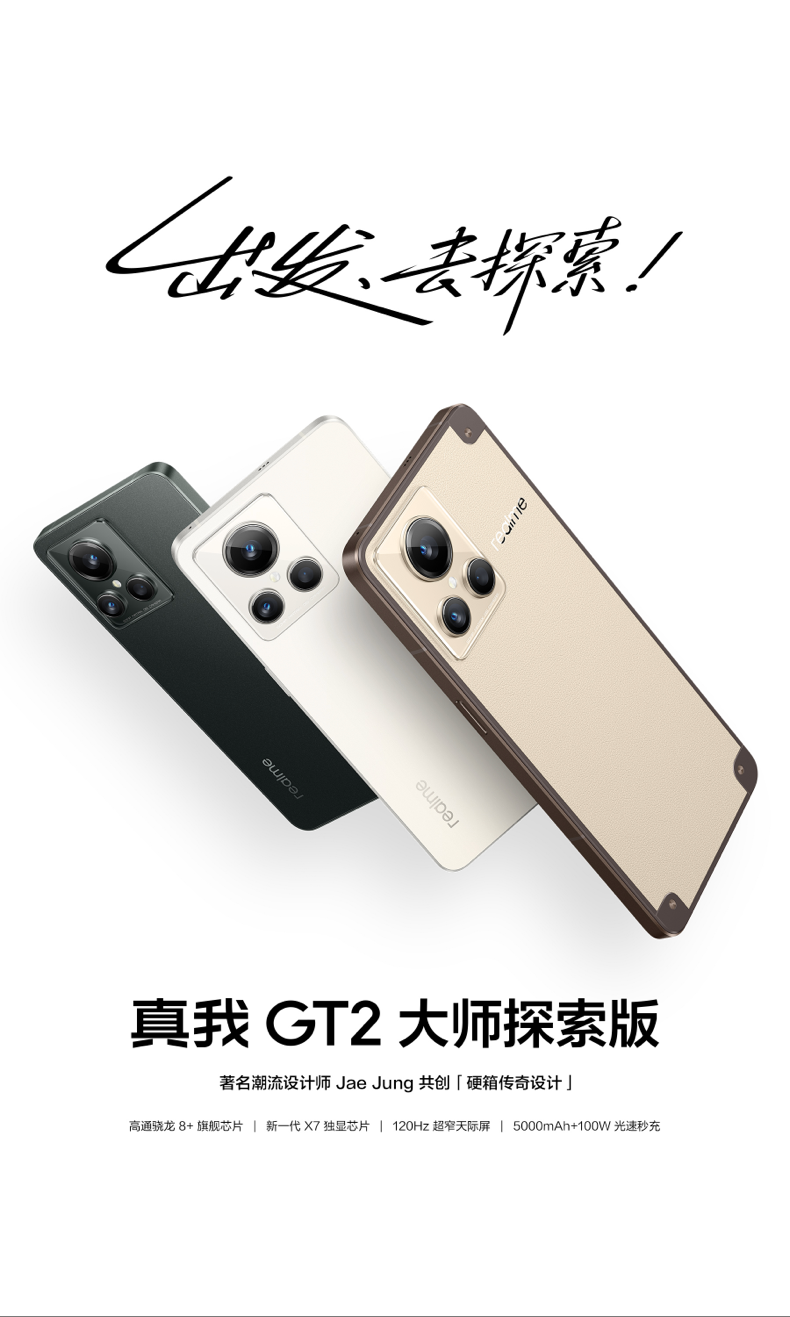 出发、去探索！
realme
realme
realme
真我 GT2 大师探索版
著名潮流设计师 Jae Jung 共创「硬箱传奇设计」
高通骁龙 8+ 旗舰芯片 | 新一代 X7 独显芯片 | 120Hz 超窄天际屏 | 5000mAh+100W 光速秒充